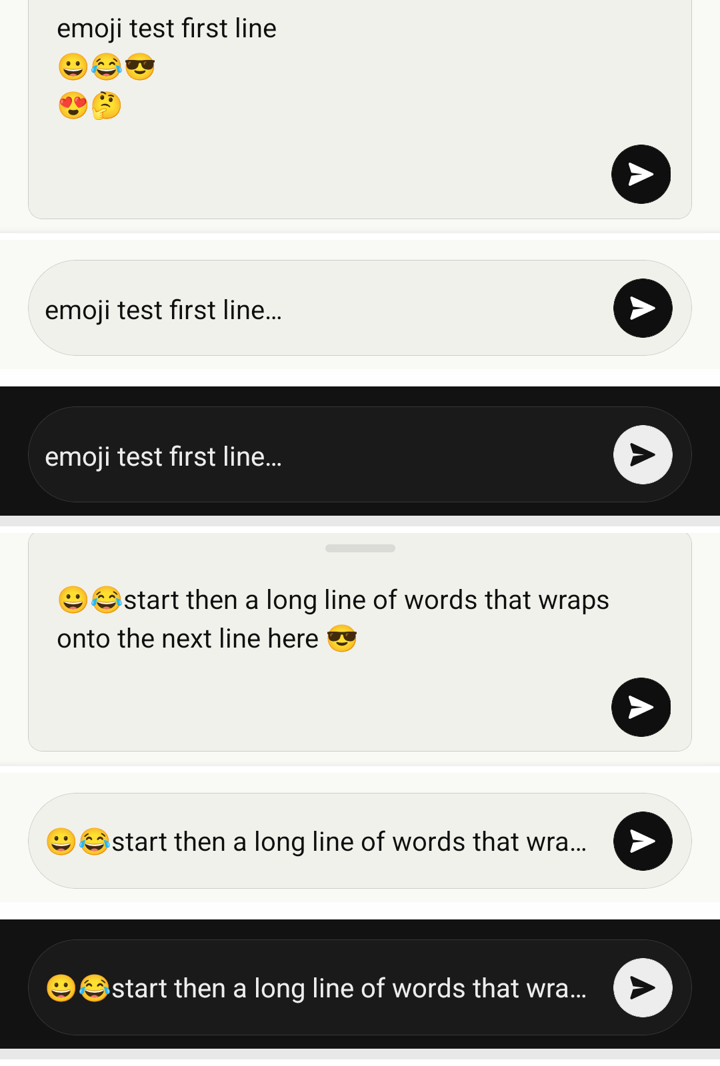 emoji test first line
😀😂😎
😍🤔
emoji test first line…
emoji test first line…
😀😂start then a long line of words that wraps
onto the next line here 😎
😀😂start then a long line of words that wra…
😀😂start then a long line of words that wra…